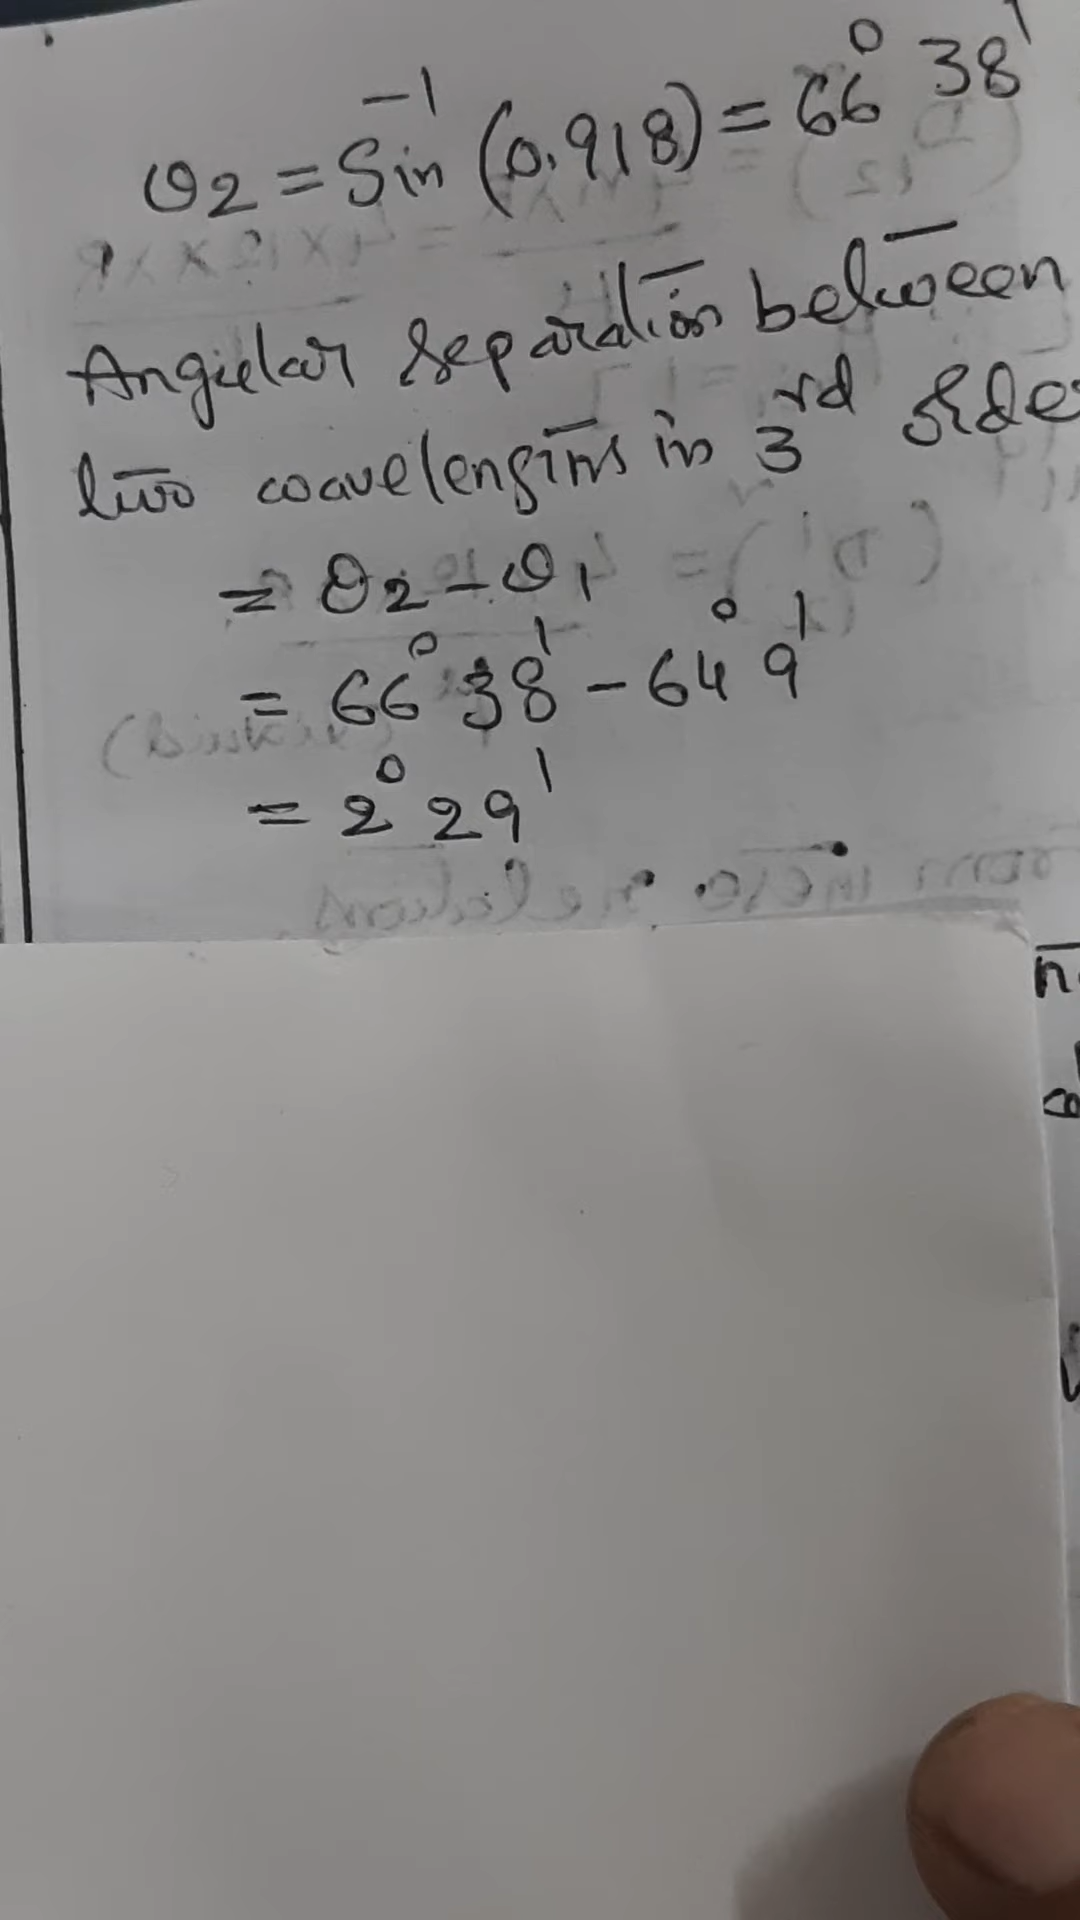 θ₂ = Sin⁻¹ (0.918) = 66° 38'
Angular separation between
two wavelengths in 3rd orde
= θ₂ - θ₁
= 66° 38' - 64° 9'
= 2° 29'
n